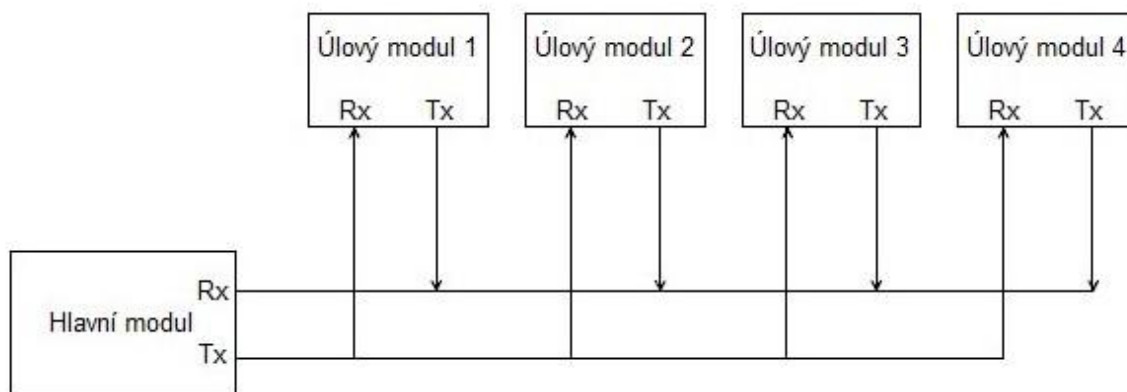 Úlový modul 1
Úlový modul 2
Úlový modul 3
Úlový modul 4
Rx Tx
Rx Tx
Rx Tx
Rx Tx
Rx
Hlavní modul
Tx